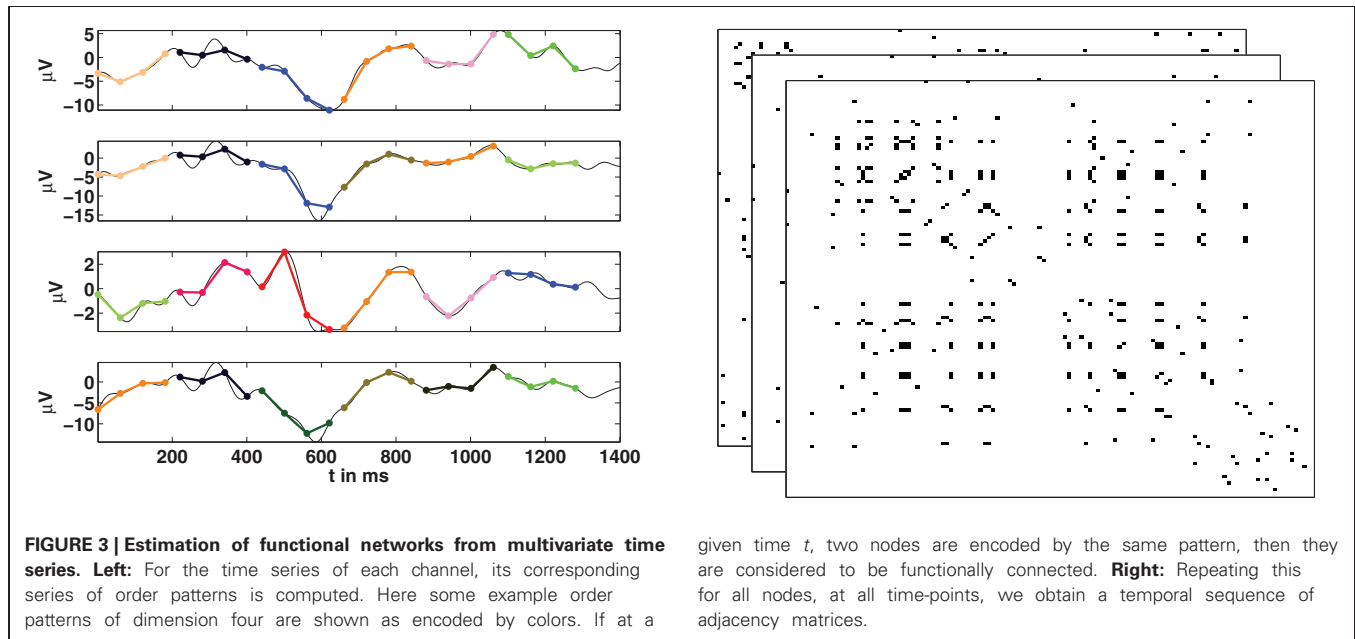 5
0
−5
−10
μV
0
−5
−10
−15
μV
2
0
−2
μV
0
−5
−10
μV
200 400 600 800 1000 1200 1400
t in ms
FIGURE 3 | Estimation of functional networks from multivariate time
series. Left: For the time series of each channel, its corresponding
series of order patterns is computed. Here some example order
patterns of dimension four are shown as encoded by colors. If at a
given time t, two nodes are encoded by the same pattern, then they
are considered to be functionally connected. Right: Repeating this
for all nodes, at all time-points, we obtain a temporal sequence of
adjacency matrices.